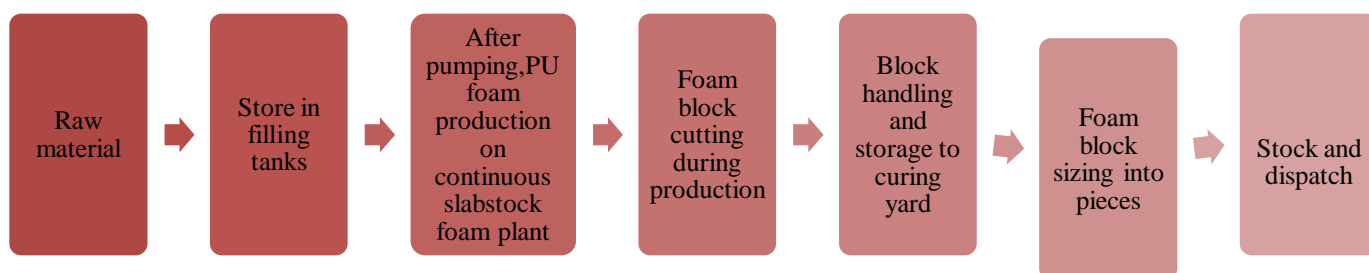 Raw
material
Store in
filling
tanks
After
pumping,PU
foam
production
on
continuous
slabstock
foam plant
Foam
block
cutting
during
production
Block
handling
and
storage to
curing
yard
Foam
block
sizing into
pieces
Stock and
dispatch